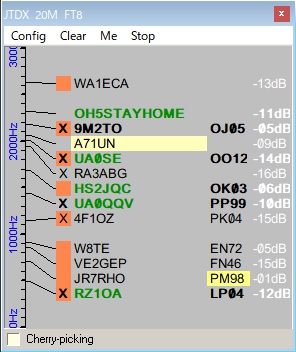 JTDX 20M FT8
Config Clear Me Stop
3000Hz
WA1ECA -13dB
OH5STAYHOME -11dB
X 9M2TO OJ05 -05dB
2000Hz
A71UN -09dB
X UA0SE OO12 -14dB
X RA3ABG -16dB
HS2JQC OK03 -06dB
X UA0QQV PP99 -10dB
X 4F1OZ PK04 -15dB
1000Hz
W8TE EN72 -05dB
VE2GEP FN46 -15dB
JR7RHO PM98 -01dB
X RZ1OA LP04 -12dB
Cherry-picking